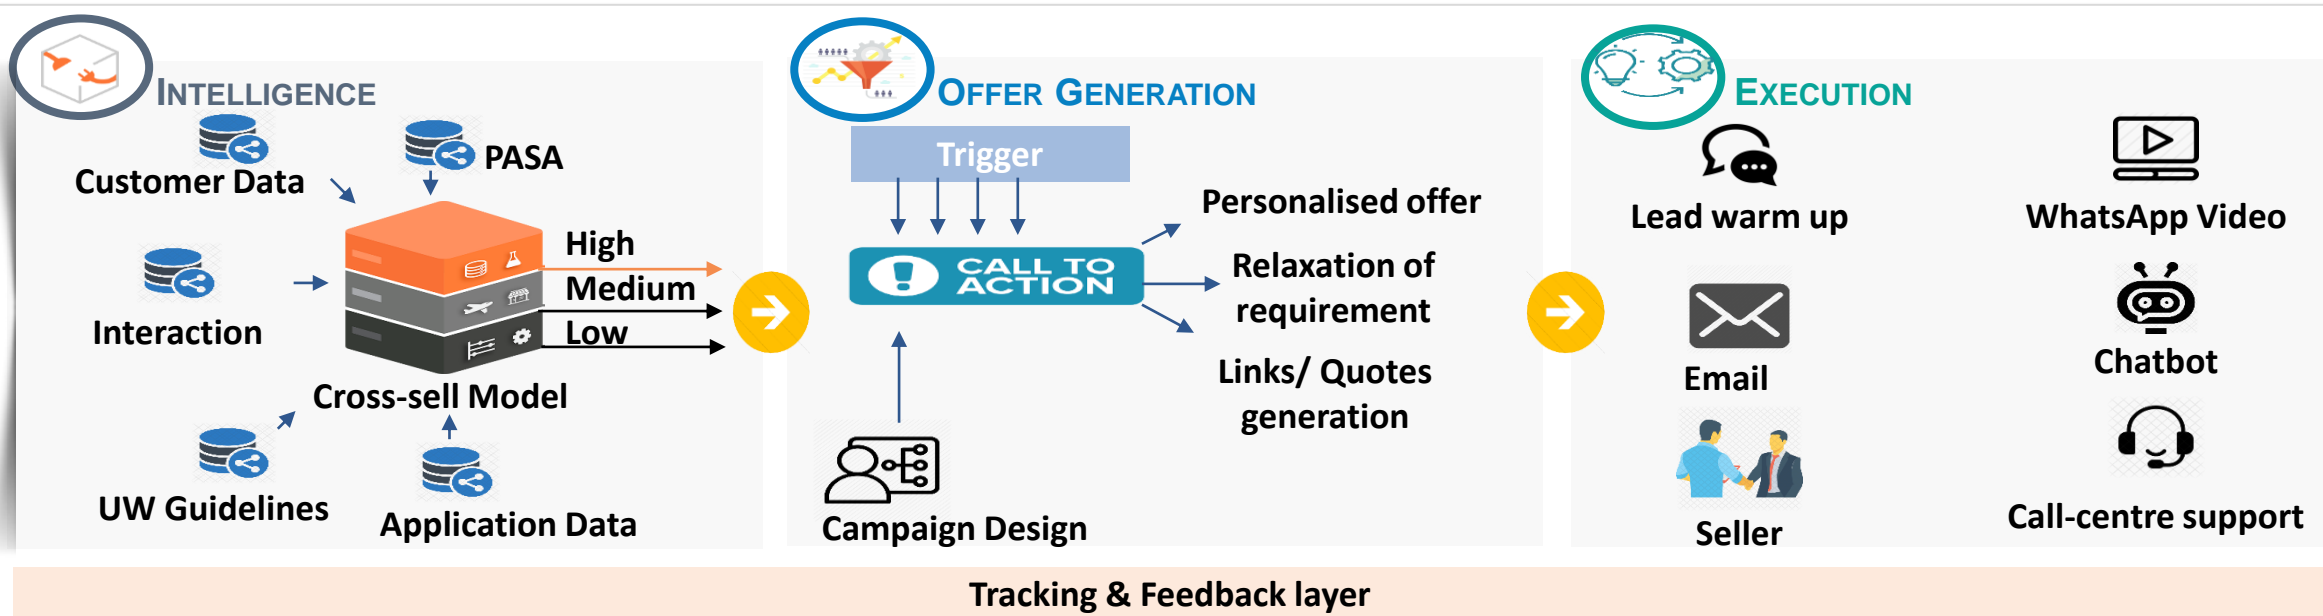 INTELLIGENCE
Customer Data
PASA
Interaction
High
Medium
Low
Cross-sell Model
UW Guidelines
Application Data
OFFER GENERATION
Trigger
CALL TO
ACTION
Personalised offer
Relaxation of
requirement
Links/ Quotes
generation
Campaign Design
EXECUTION
Lead warm up
WhatsApp Video
Email
Chatbot
Seller
Call-centre support
Tracking & Feedback layer